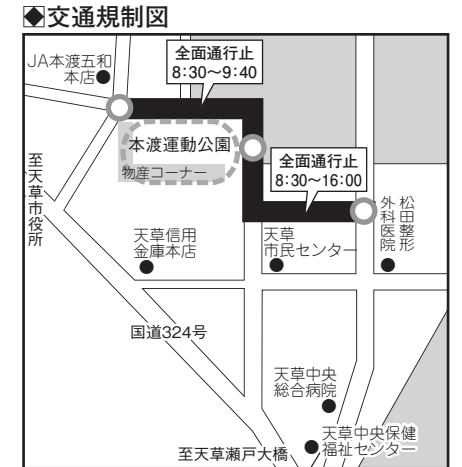 ◆交通規制図
JA本渡五和
本店
全面通行止
8:30~9:40
本渡運動公園
物産コーナー
全面通行止
8:30~16:00
至天草市役所
天草信用
金庫本店
天草
市民センター
松田整形
外科医院
国道324号
天草中央
総合病院
天草中央保健
福祉センター
至天草瀬戸大橋